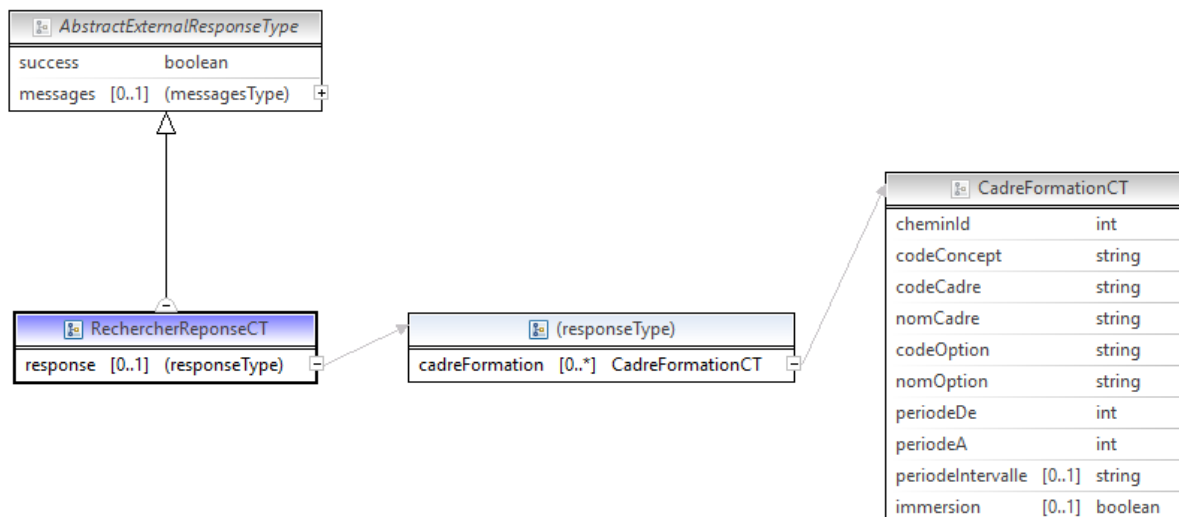 AbstractExternalResponseType
success boolean
messages [0..1] (messagesType)
RechercherReponseCT
response [0..1] (responseType)
(responseType)
cadreFormation [0..*] CadreFormationCT
CadreFormationCT
cheminId int
codeConcept string
codeCadre string
nomCadre string
codeOption string
nomOption string
periodeDe int
periodeA int
periodeIntervalle [0..1] string
immersion [0..1] boolean